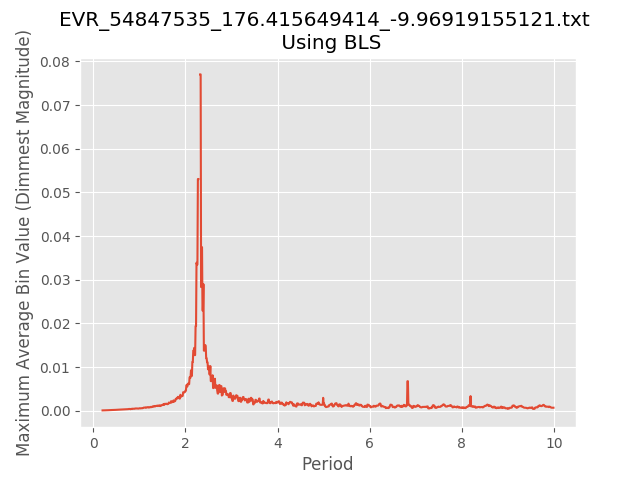 EVR_54847535_176.415649414_-9.96919155121.txt
Using BLS
Maximum Average Bin Value (Dimmest Magnitude)
0.08
0.07
0.06
0.05
0.04
0.03
0.02
0.01
0.00
0 2 4 6 8 10
Period